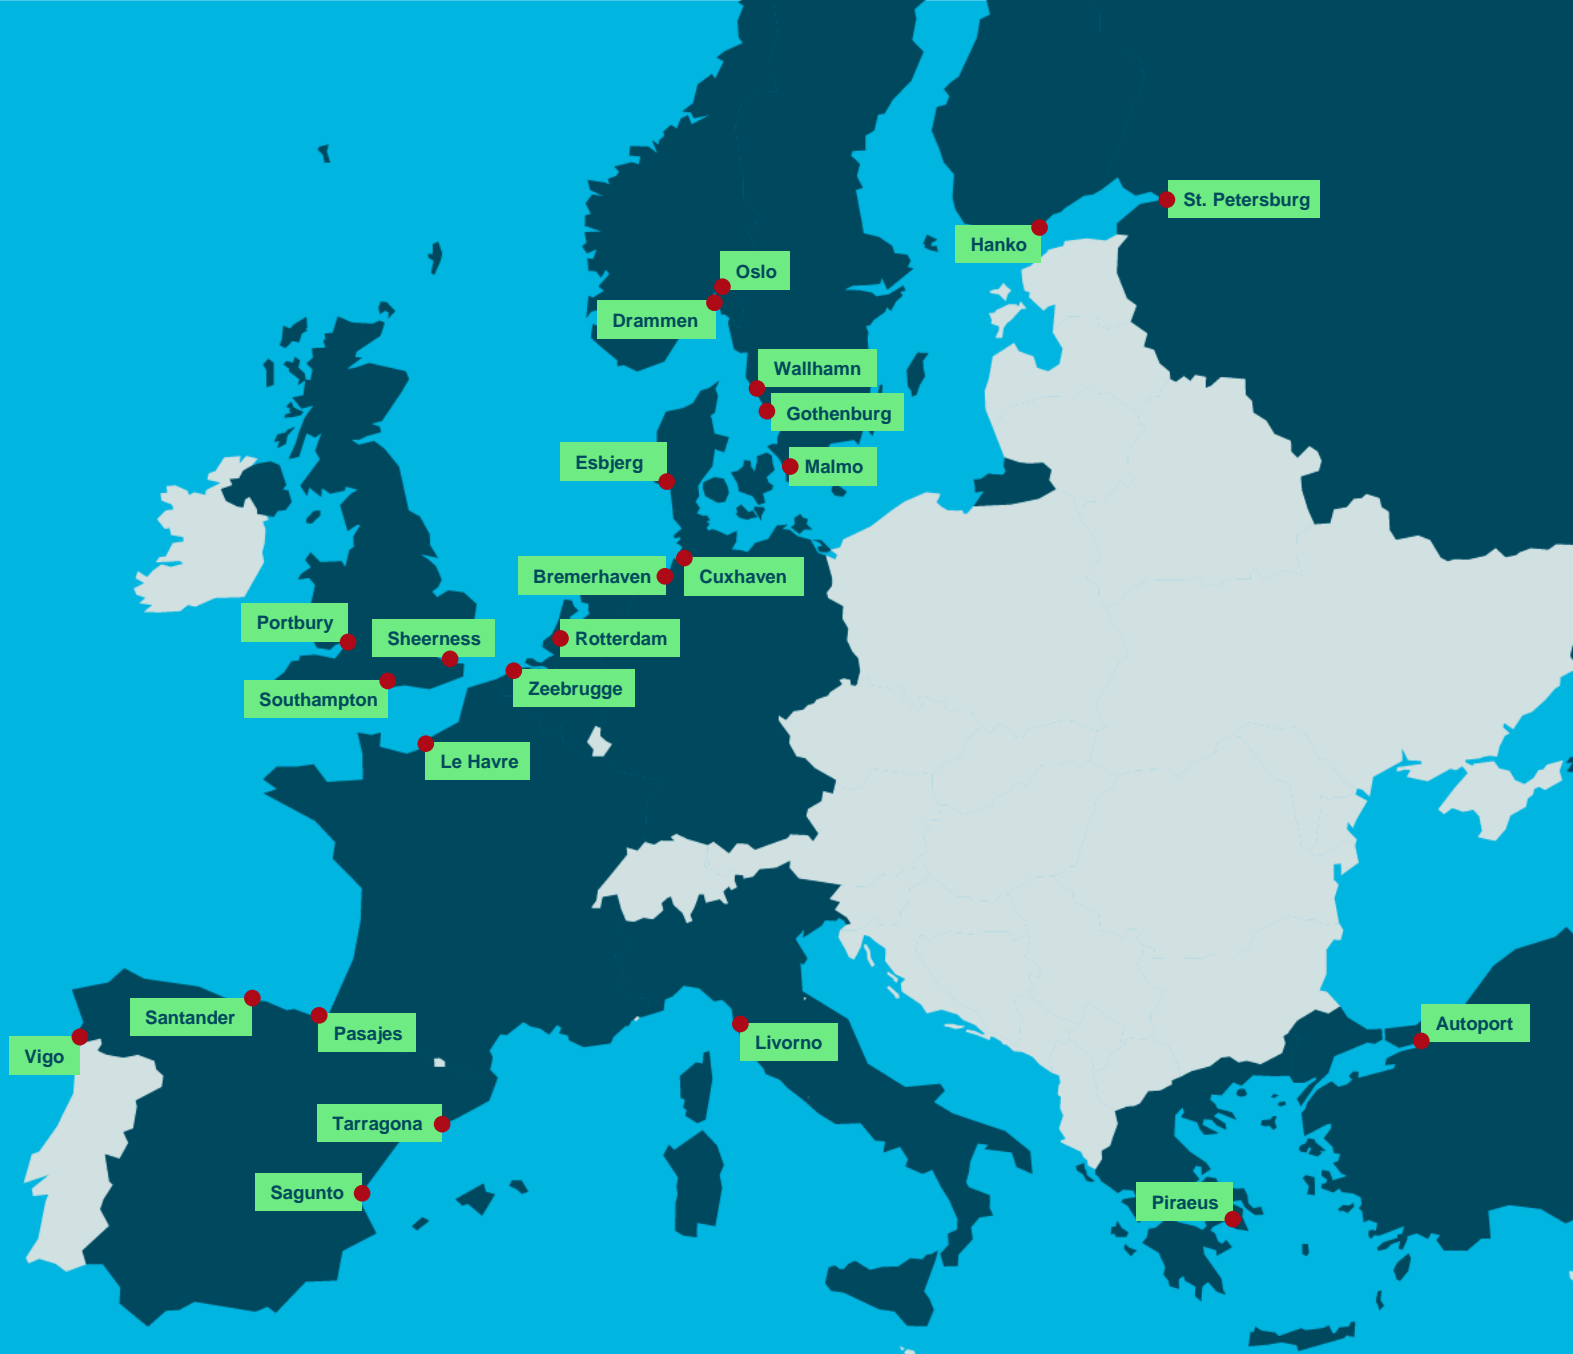 St. Petersburg
Hanko
Oslo
Drammen
Wallhamn
Gothenburg
Esbjerg
Malmo
Bremerhaven
Cuxhaven
Portbury
Sheerness
Rotterdam
Southampton
Zeebrugge
Le Havre
Santander
Pasajes
Vigo
Livorno
Autoport
Tarragona
Sagunto
Piraeus